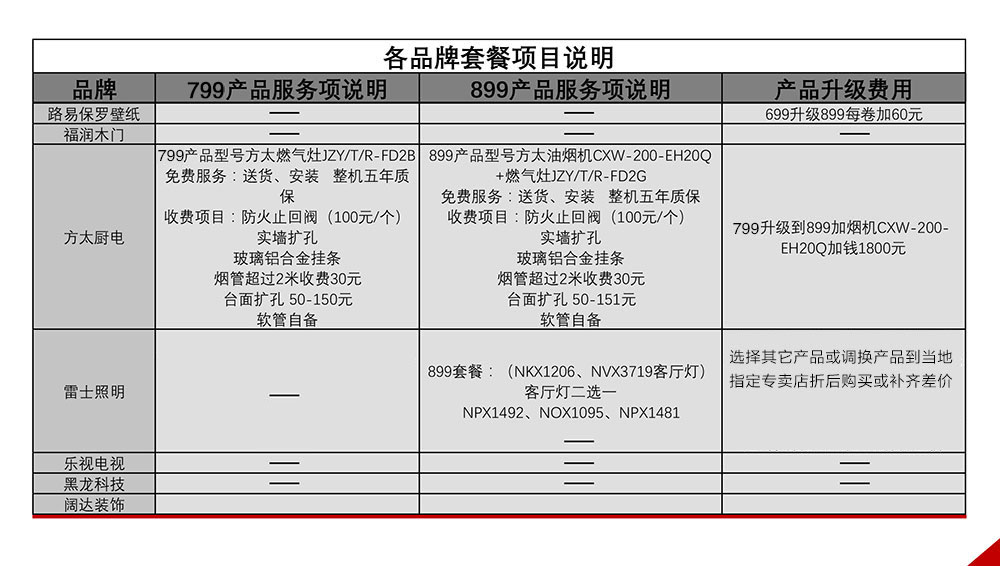 各品牌套餐项目说明
品牌 799产品服务项说明 899产品服务项说明 产品升级费用
路易保罗壁纸 —— —— 699升级899每卷加60元
福润木门 —— —— ——
方太厨电
799产品型号方太燃气灶JZY/T/R-FD2B
免费服务：送货、安装 整机五年质
保
收费项目：防火止回阀（100元/个）
实墙扩孔
玻璃铝合金挂条
烟管超过2米收费30元
台面扩孔 50-150元
软管自备
899产品型号方太油烟机CXW-200-EH20Q
+燃气灶JZY/T/R-FD2G
免费服务：送货、安装 整机五年质保
收费项目：防火止回阀（100元/个）
实墙扩孔
玻璃铝合金挂条
烟管超过2米收费30元
台面扩孔 50-151元
软管自备
799升级到899加烟机CXW-200-
EH20Q加钱1800元
雷士照明
——
899套餐：（NKX1206、NVX3719客厅灯）
客厅灯二选一
NPX1492、NOX1095、NPX1481
——
选择其它产品或调换产品到当地
指定专卖店折后购买或补齐差价
乐视电视 —— —— ——
黑龙科技 —— —— ——
阔达装饰